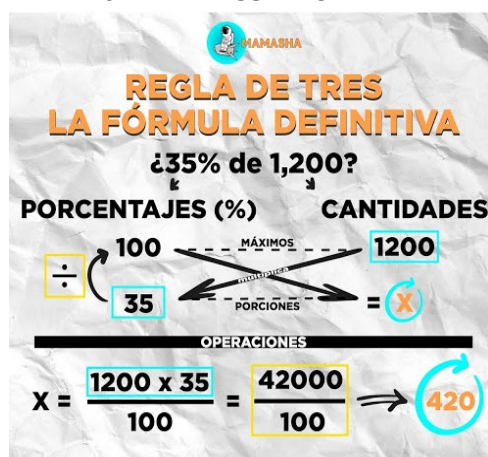 MAMASHA
REGLA DE TRES
LA FÓRMULA DEFINITIVA
¿35% de 1,200?
PORCENTAJES (%) CANTIDADES
100 MÁXIMOS 1200
÷ multiplica
35 PORCIONES = X
OPERACIONES
X = 1200 x 35 / 100 = 42000 / 100 → 420